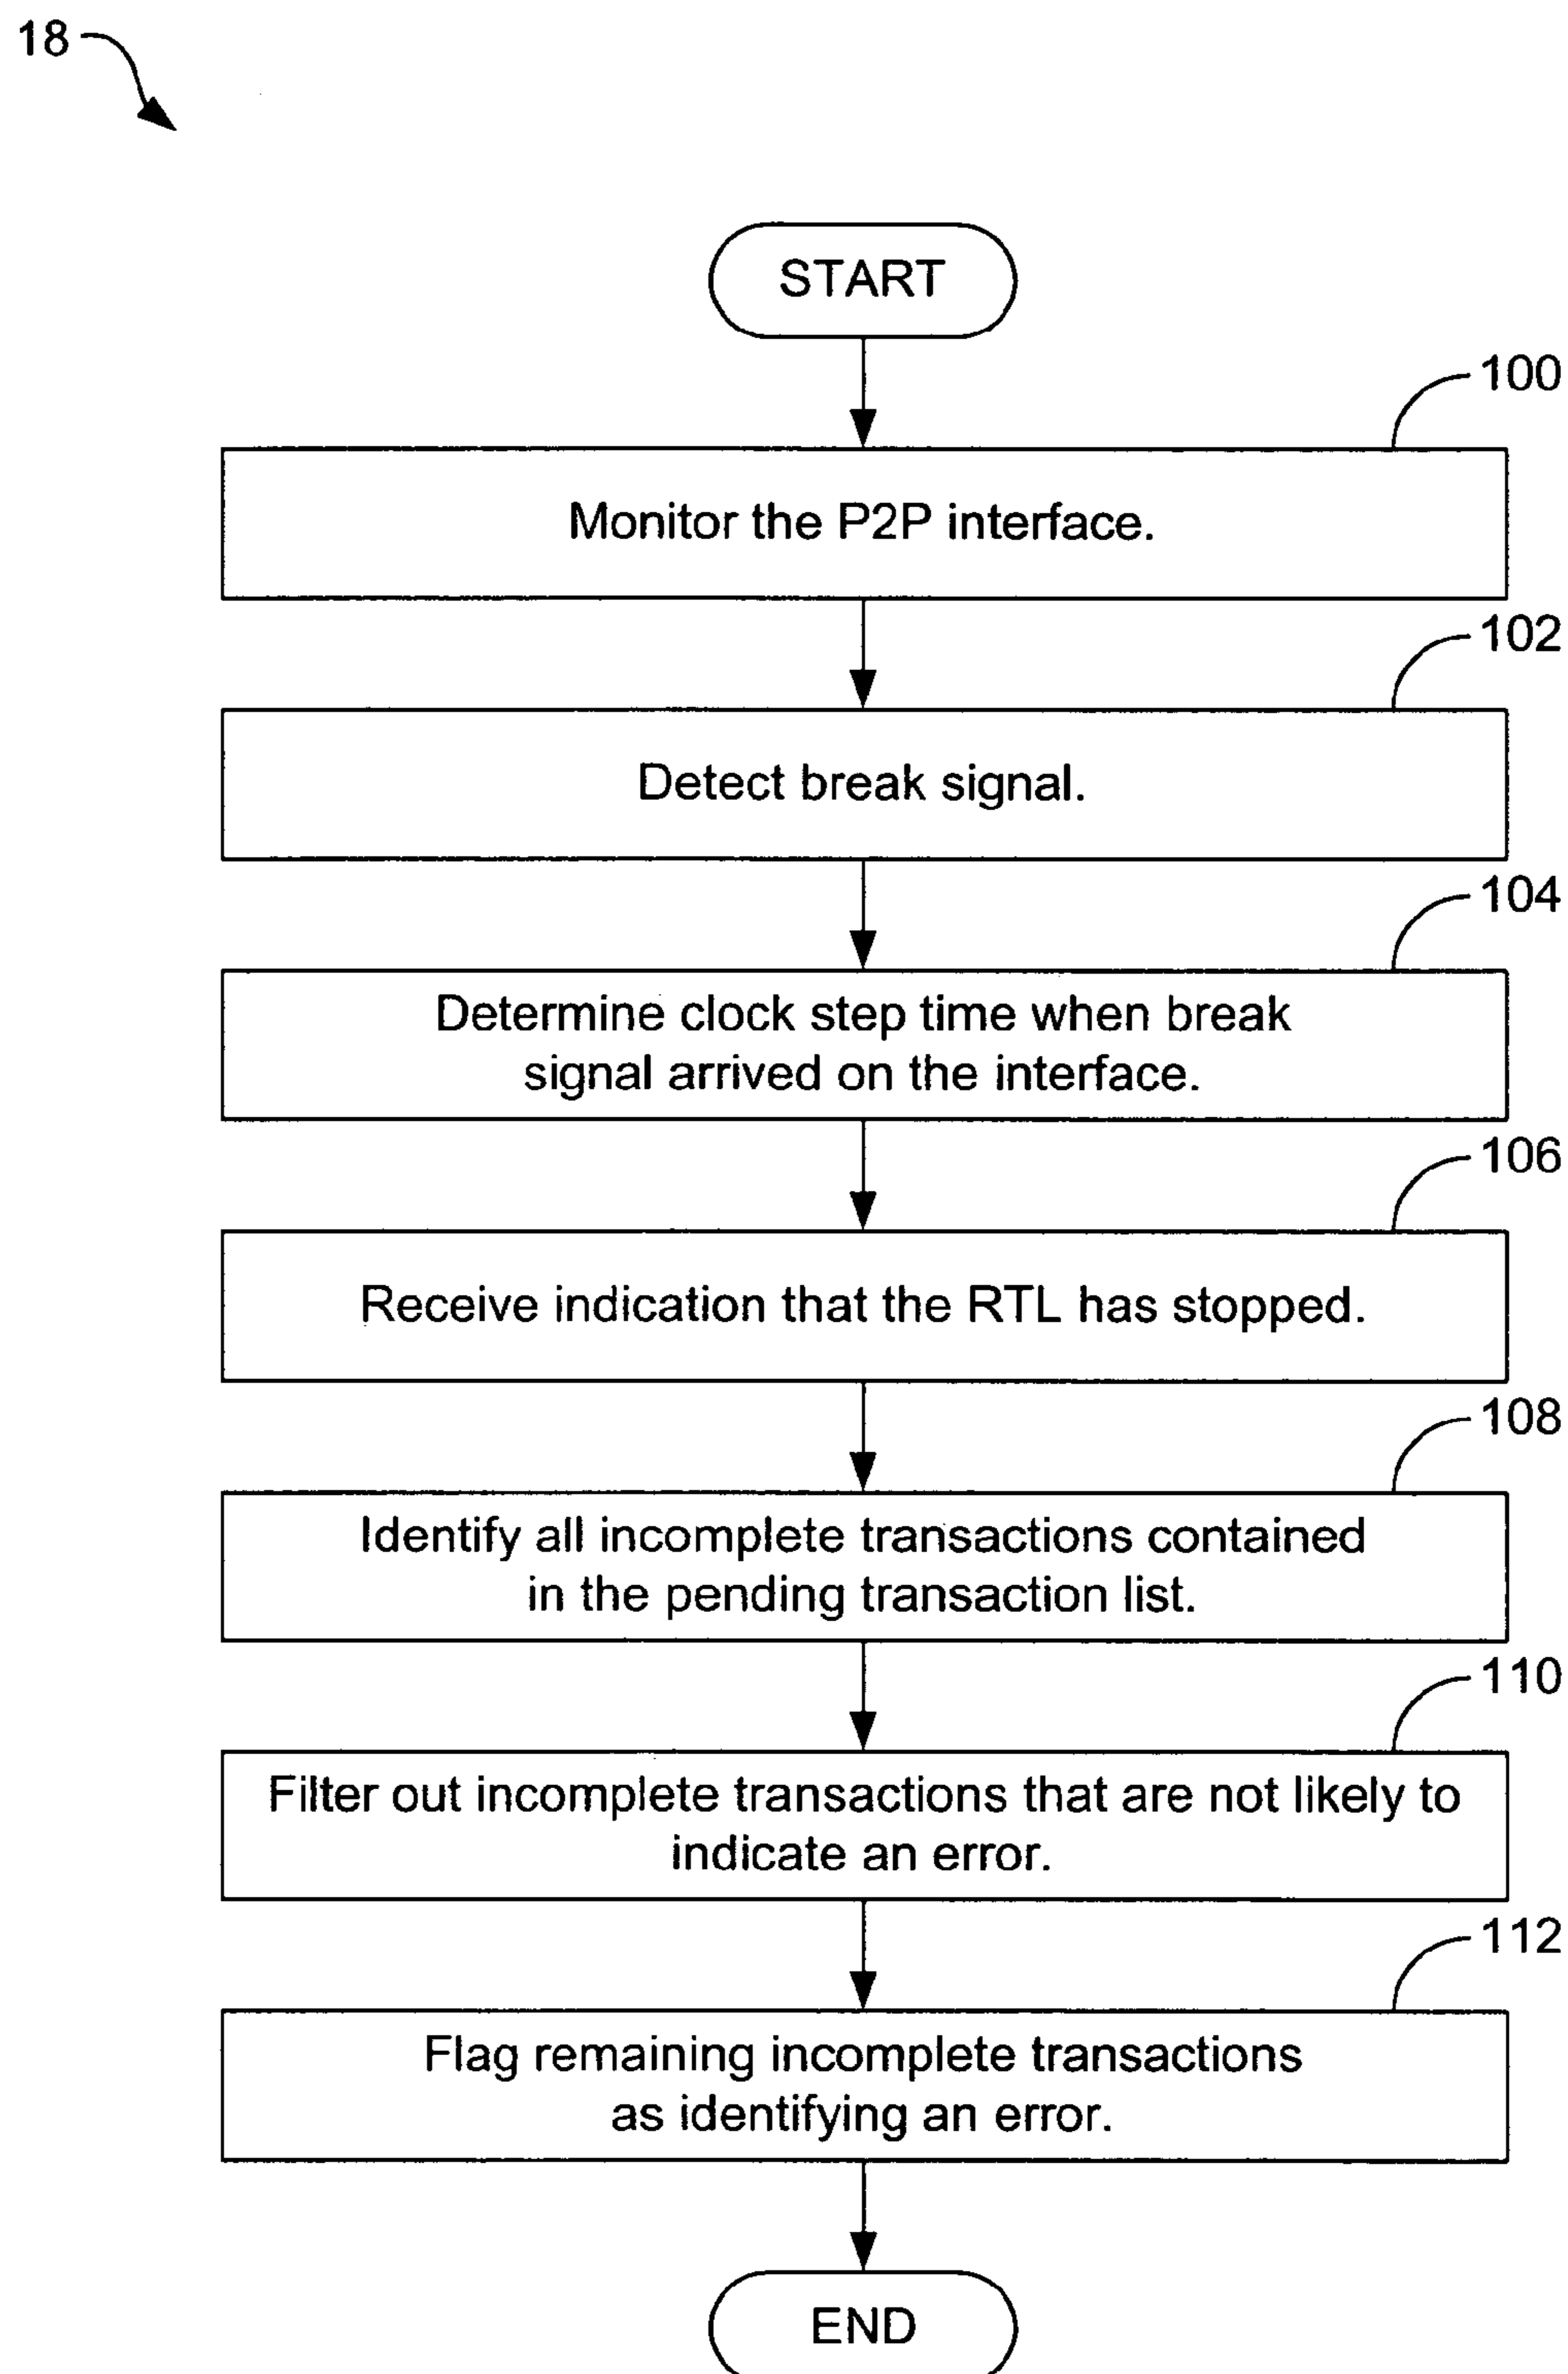 18
START
100
Monitor the P2P interface.
102
Detect break signal.
104
Determine clock step time when break
signal arrived on the interface.
106
Receive indication that the RTL has stopped.
108
Identify all incomplete transactions contained
in the pending transaction list.
110
Filter out incomplete transactions that are not likely to
indicate an error.
112
Flag remaining incomplete transactions
as identifying an error.
END